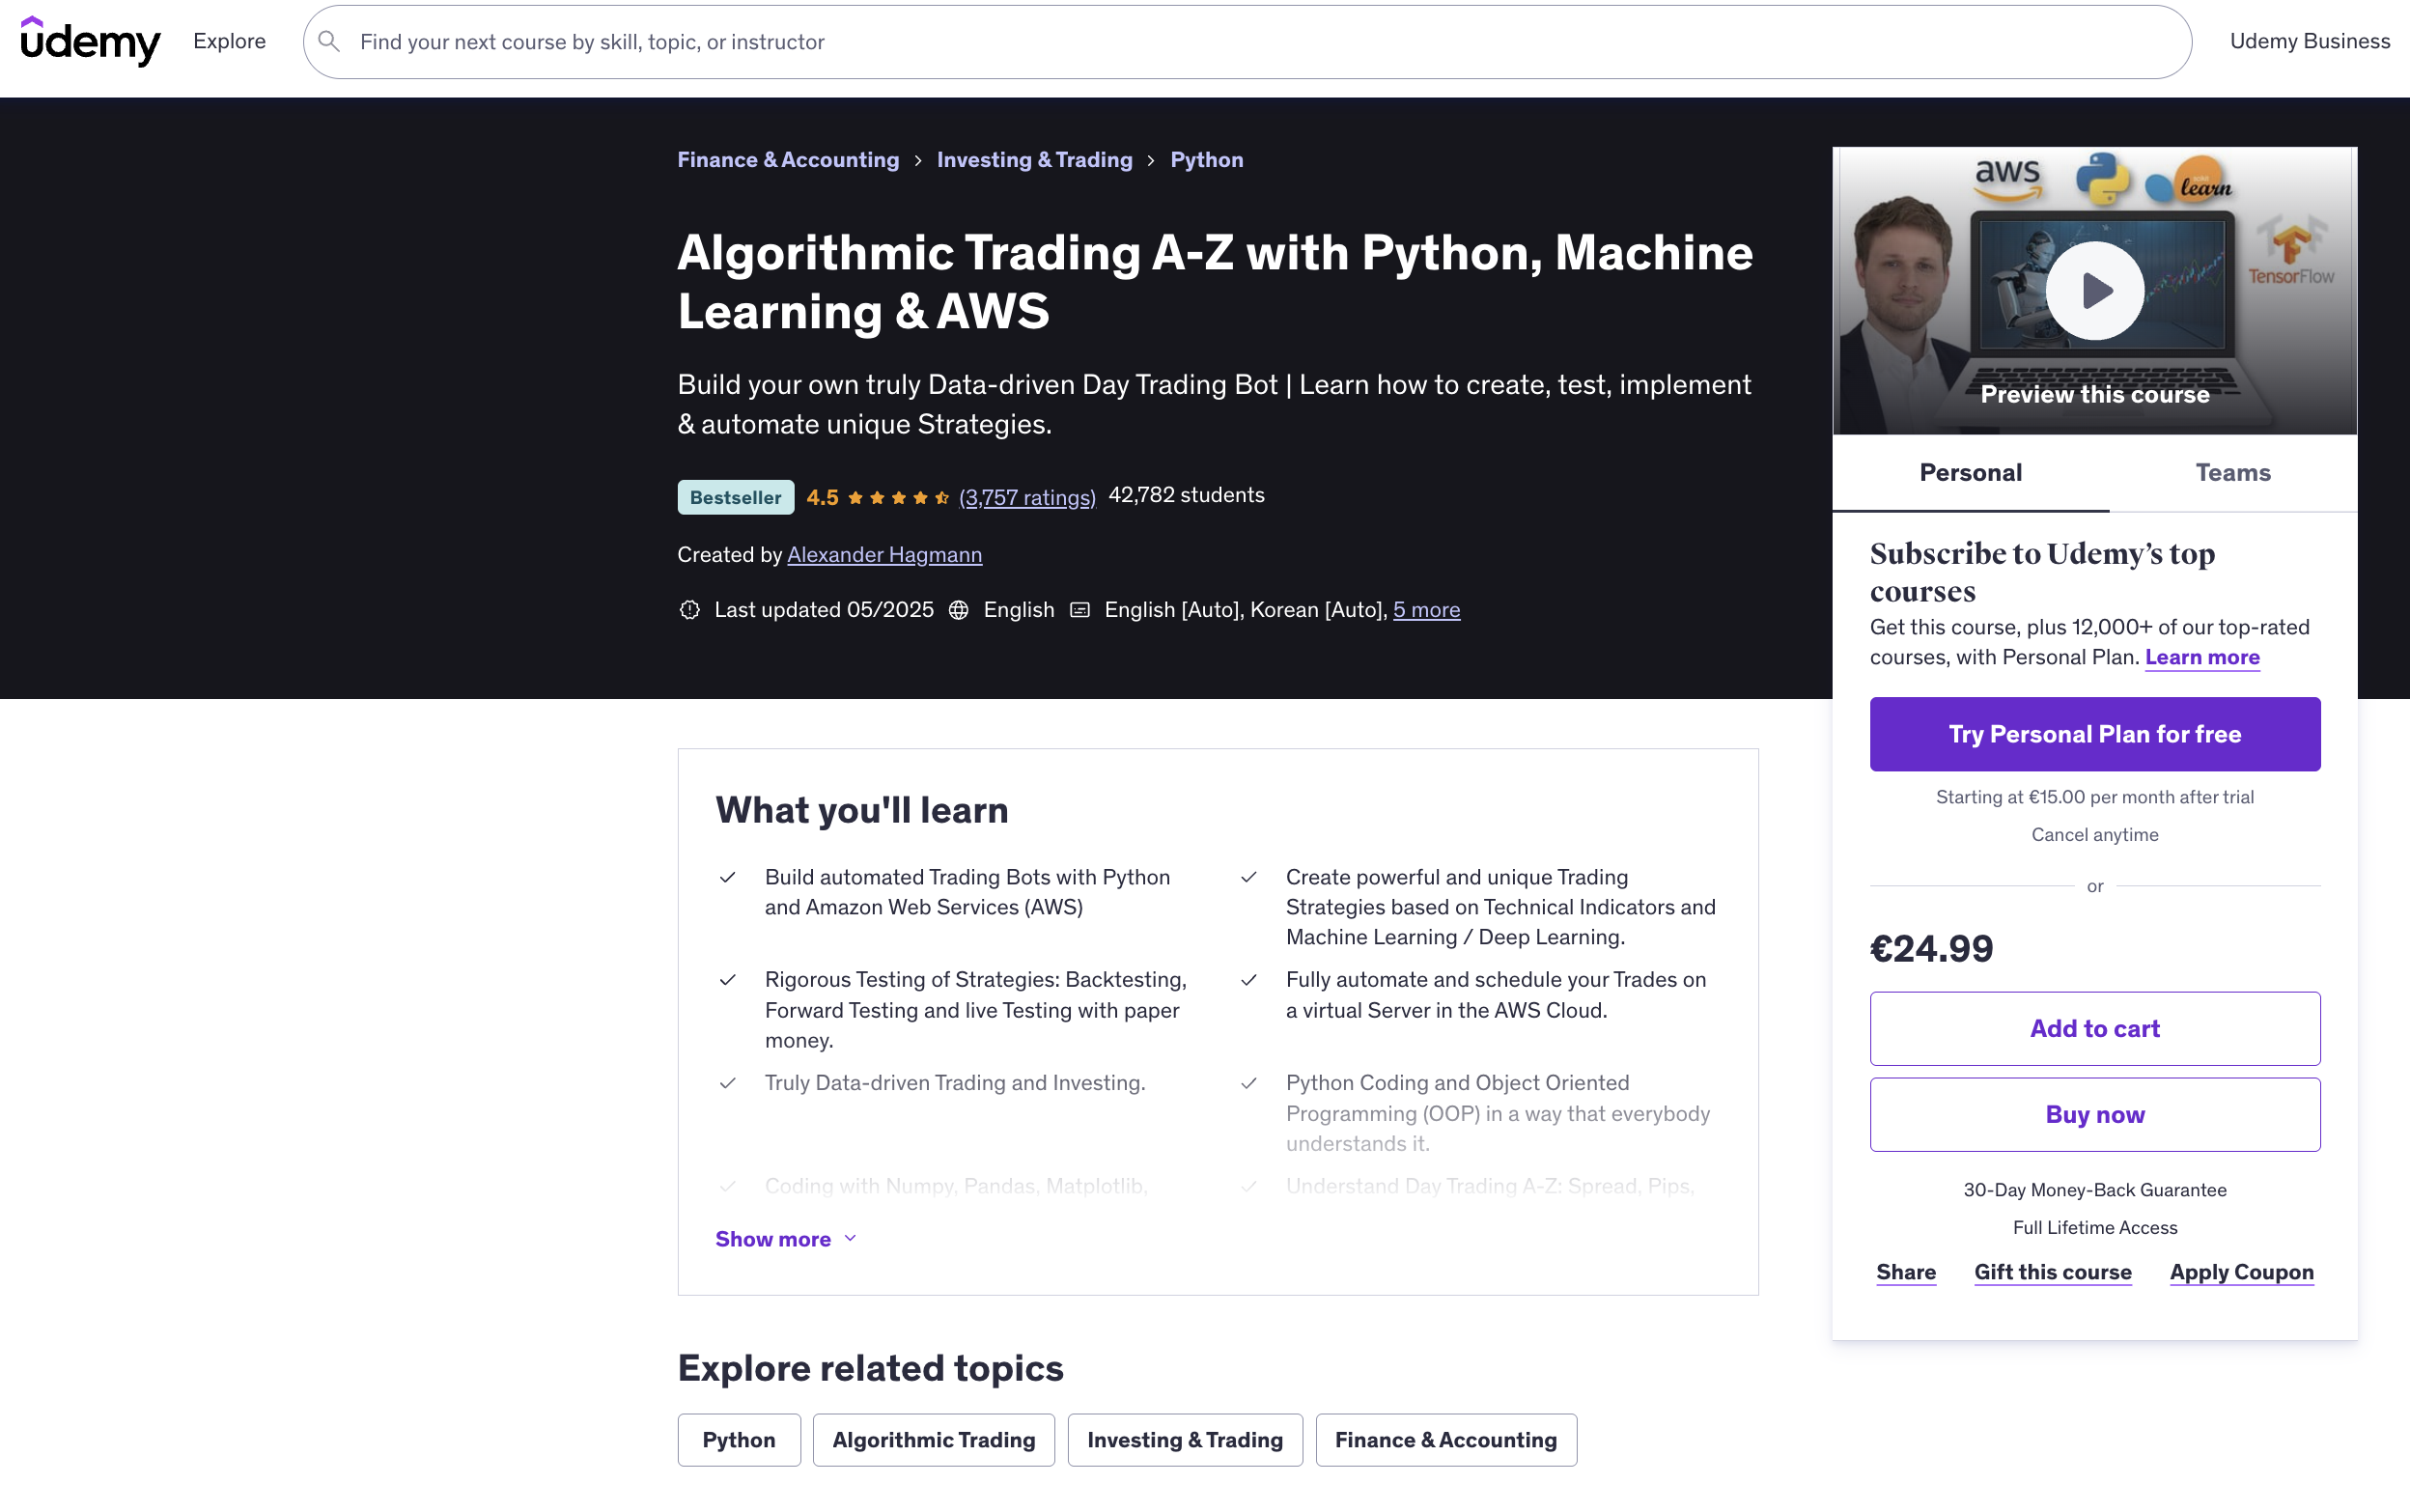 udemy
Explore
Find your next course by skill, topic, or instructor
Udemy Business
Finance & Accounting > Investing & Trading > Python
Algorithmic Trading A-Z with Python, Machine
Learning & AWS
Build your own truly Data-driven Day Trading Bot | Learn how to create, test, implement
& automate unique Strategies.
Bestseller 4.5 (3,757 ratings) 42,782 students
Created by Alexander Hagmann
Last updated 05/2025 English English [Auto], Korean [Auto], 5 more
aws
learn
TensorFlow
Preview this course
Personal
Teams
Subscribe to Udemy’s top
courses
Get this course, plus 12,000+ of our top-rated
courses, with Personal Plan. Learn more
Try Personal Plan for free
Starting at €15.00 per month after trial
Cancel anytime
or
€24.99
Add to cart
Buy now
30-Day Money-Back Guarantee
Full Lifetime Access
Share Gift this course Apply Coupon
What you'll learn
Build automated Trading Bots with Python
and Amazon Web Services (AWS)
Create powerful and unique Trading
Strategies based on Technical Indicators and
Machine Learning / Deep Learning.
Rigorous Testing of Strategies: Backtesting,
Forward Testing and live Testing with paper
money.
Fully automate and schedule your Trades on
a virtual Server in the AWS Cloud.
Truly Data-driven Trading and Investing.
Python Coding and Object Oriented
Programming (OOP) in a way that everybody
understands it.
Coding with Numpy, Pandas, Matplotlib,
Understand Day Trading A-Z: Spread, Pips,
Show more
Explore related topics
Python
Algorithmic Trading
Investing & Trading
Finance & Accounting